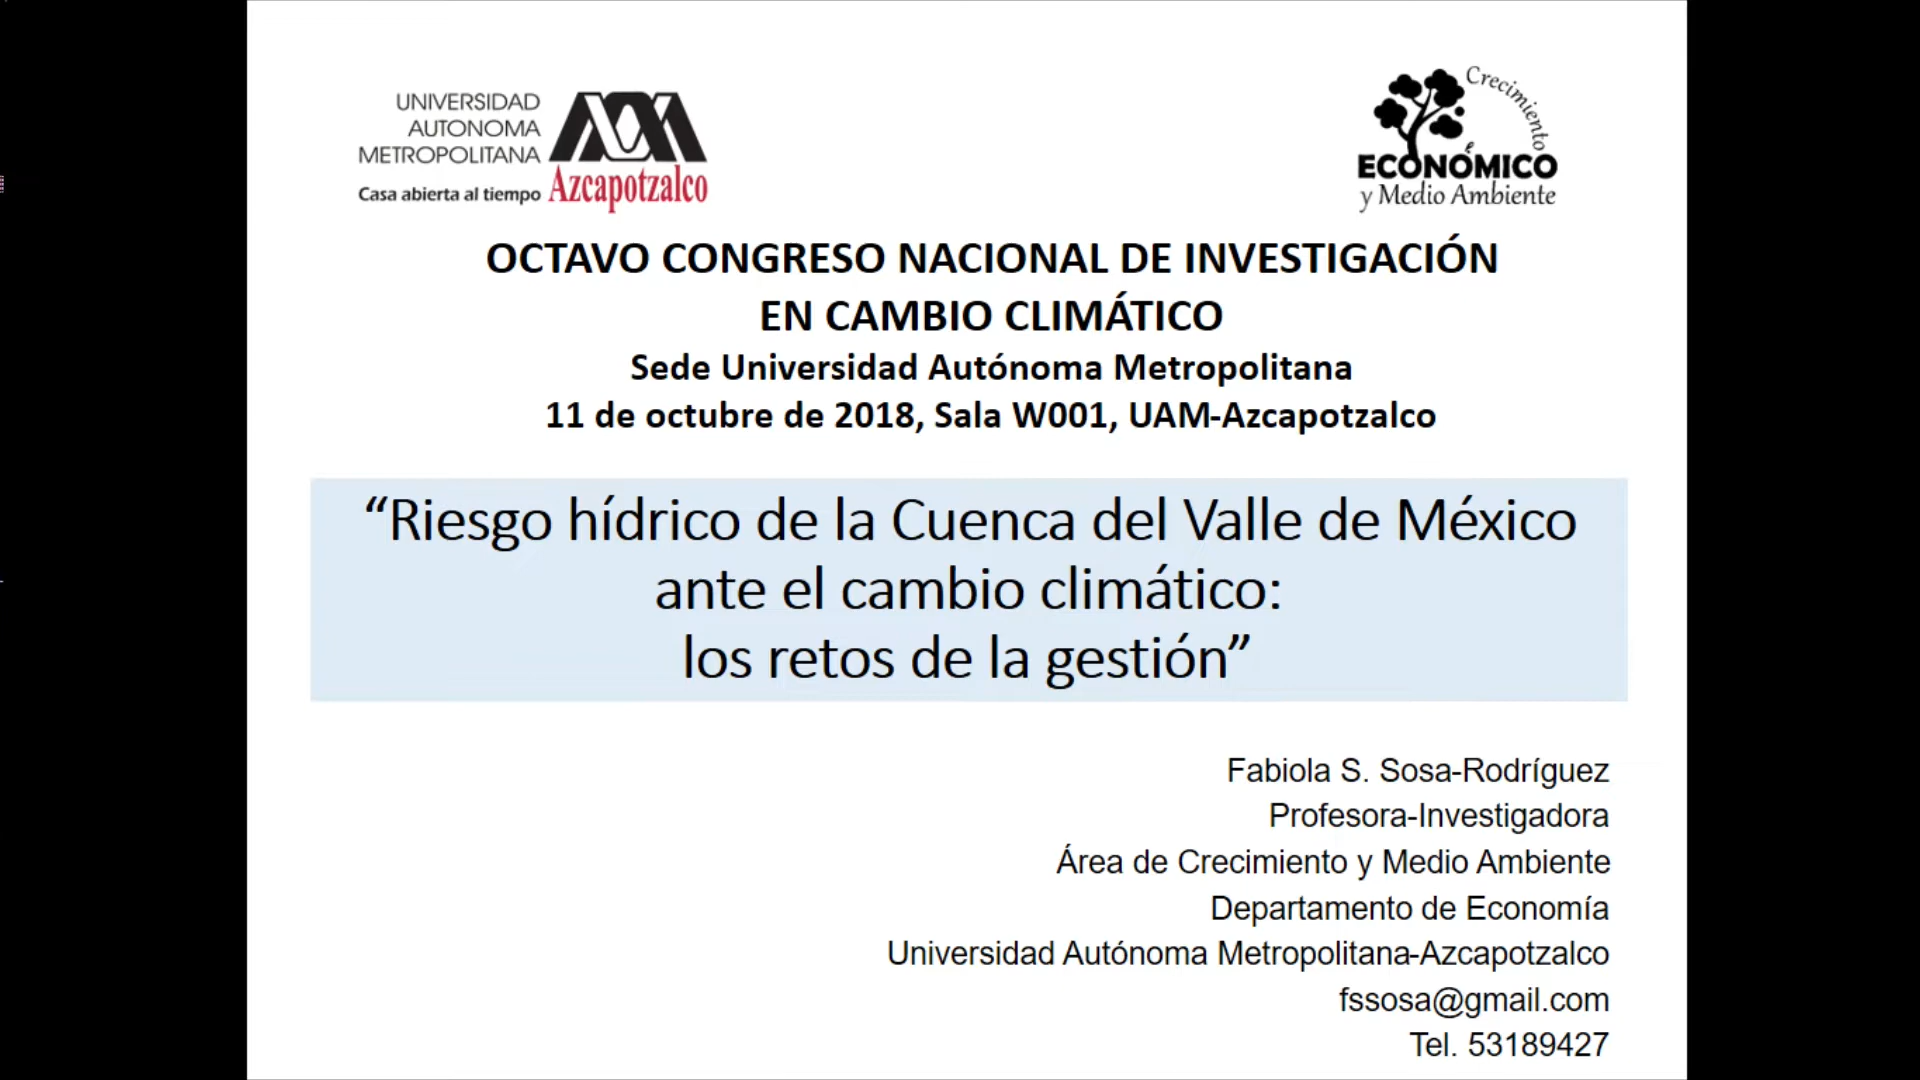 UNIVERSIDAD
AUTONOMA
METROPOLITANA
Casa abierta al tiempo
Azcapotzalco
Crecimiento
ECONÓMICO
y Medio Ambiente
OCTAVO CONGRESO NACIONAL DE INVESTIGACIÓN
EN CAMBIO CLIMÁTICO
Sede Universidad Autónoma Metropolitana
11 de octubre de 2018, Sala W001, UAM-Azcapotzalco
“Riesgo hídrico de la Cuenca del Valle de México
ante el cambio climático:
los retos de la gestión”
Fabiola S. Sosa-Rodríguez
Profesora-Investigadora
Área de Crecimiento y Medio Ambiente
Departamento de Economía
Universidad Autónoma Metropolitana-Azcapotzalco
fssosa@gmail.com
Tel. 53189427